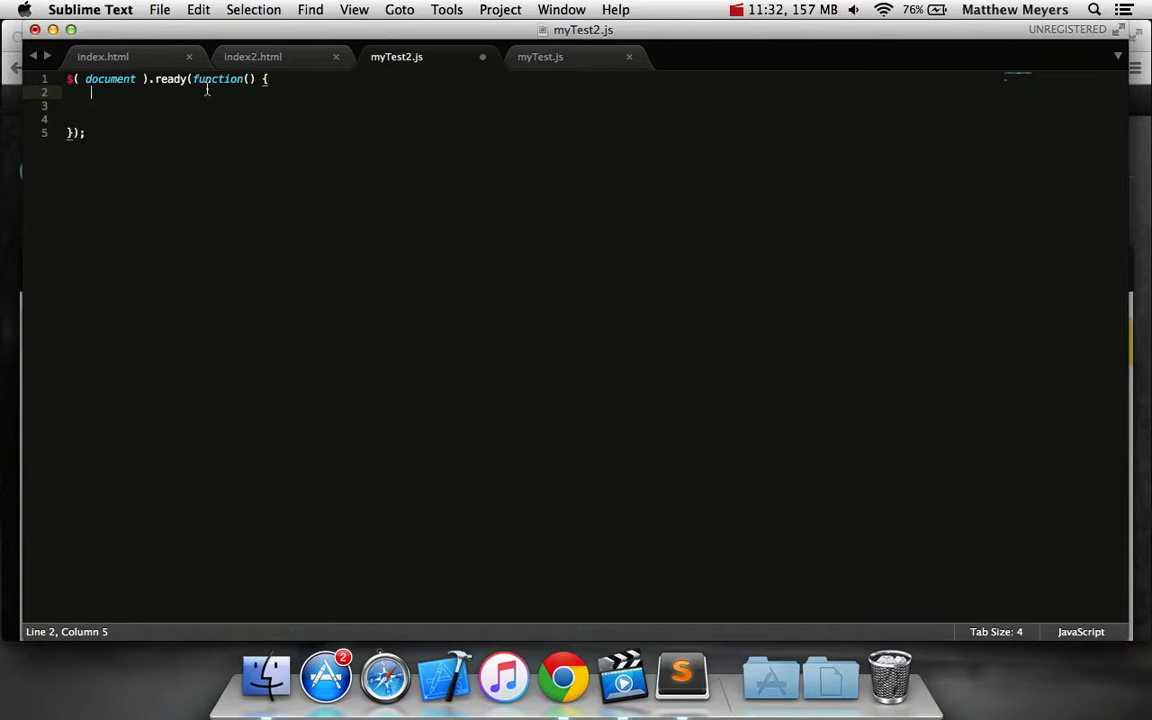 Sublime Text File Edit Selection Find View Goto Tools Project Window Help 11:32, 157 MB 76% Matthew Meyers
myTest2.js UNREGISTERED
index.html index2.html myTest2.js myTest.js
1 $( document ).ready(function() {
2
3
4
5 });
Line 2, Column 5 Tab Size: 4 JavaScript
2
S